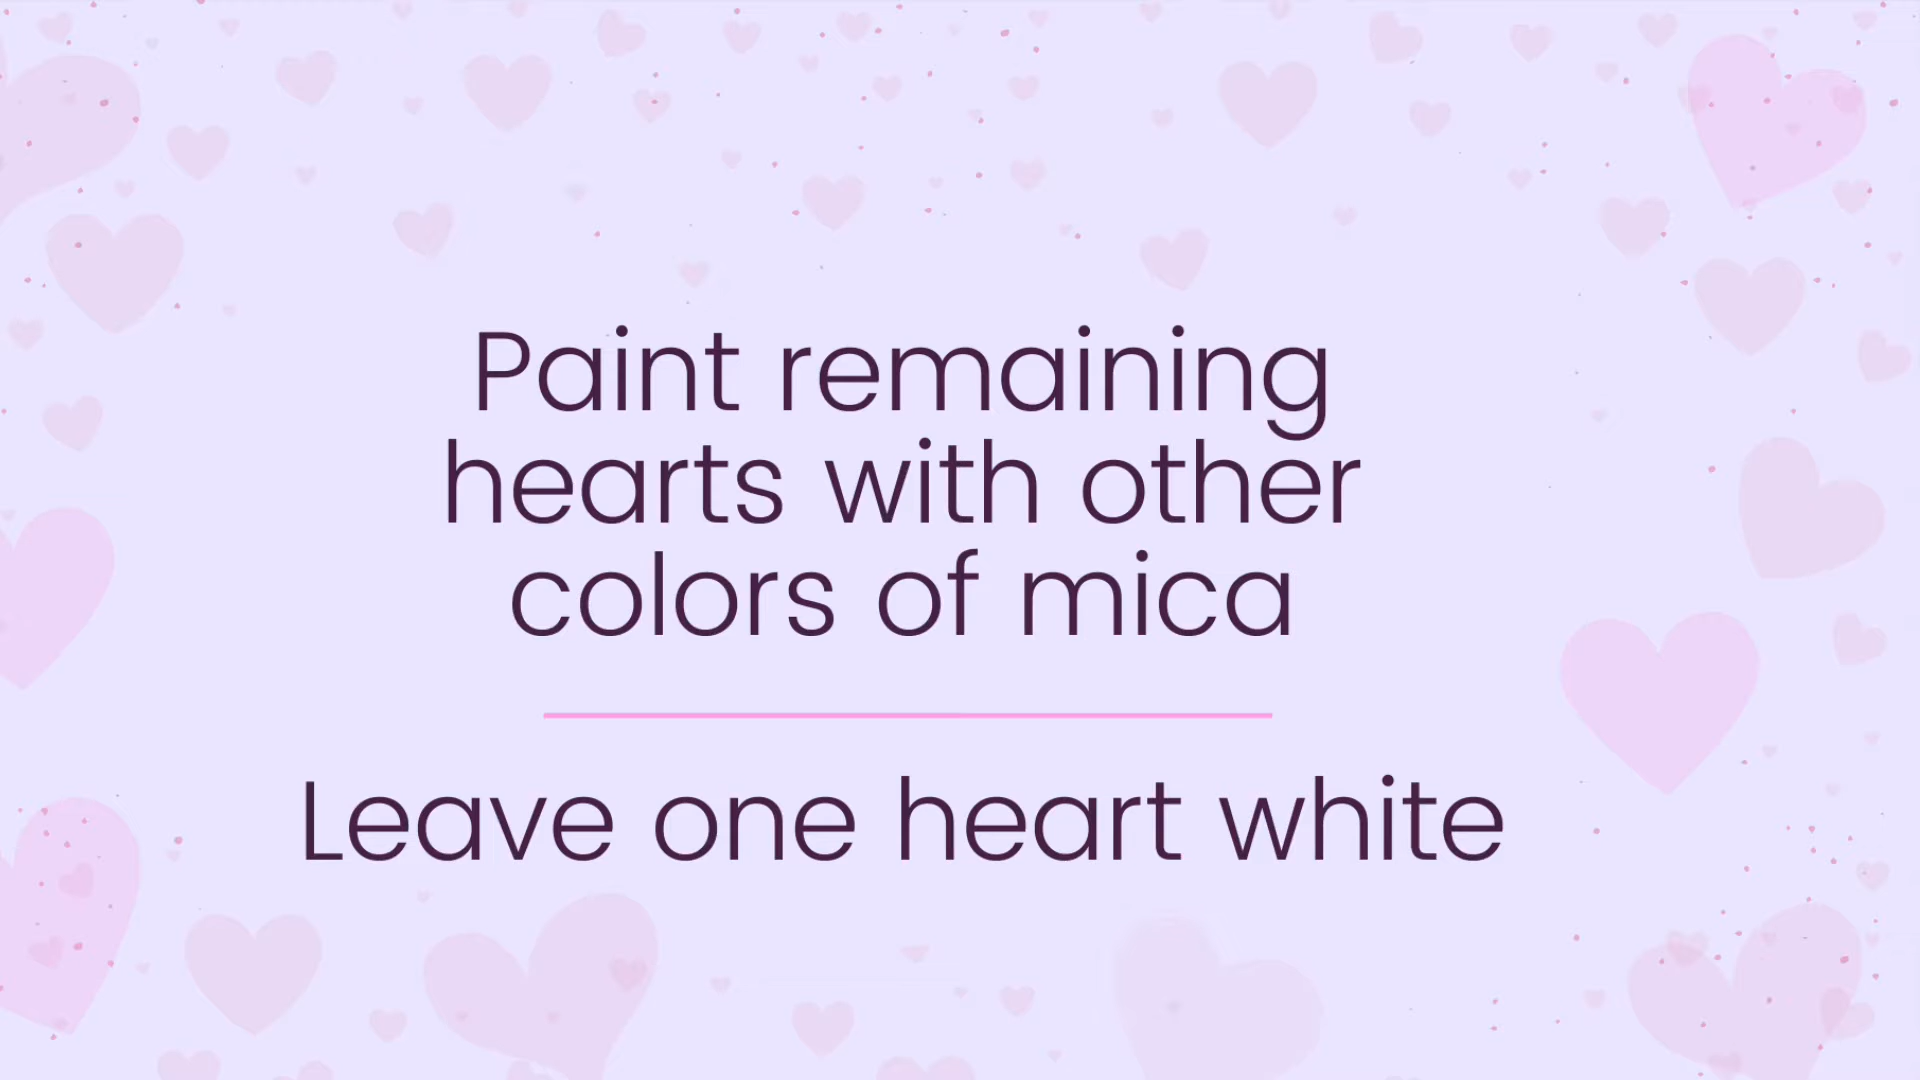 Paint remaining
hearts with other
colors of mica
Leave one heart white